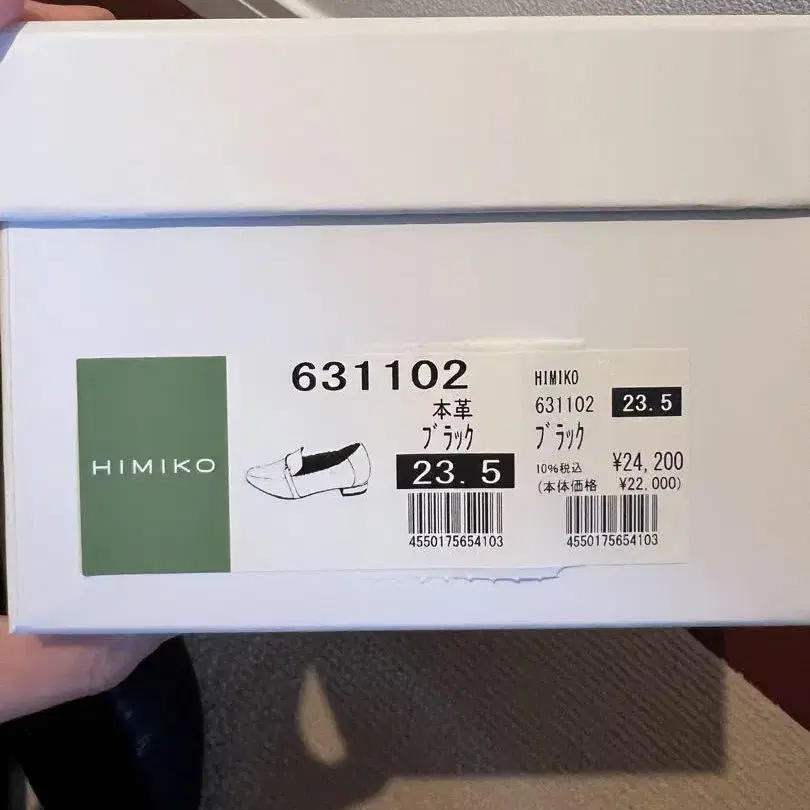 HIMIKO
631102
本革
ブラック
23.5
4550175654103
HIMIKO
631102 23.5
ブラック
10%税込 ¥24,200
(本体価格 ¥22,000)
4550175654103